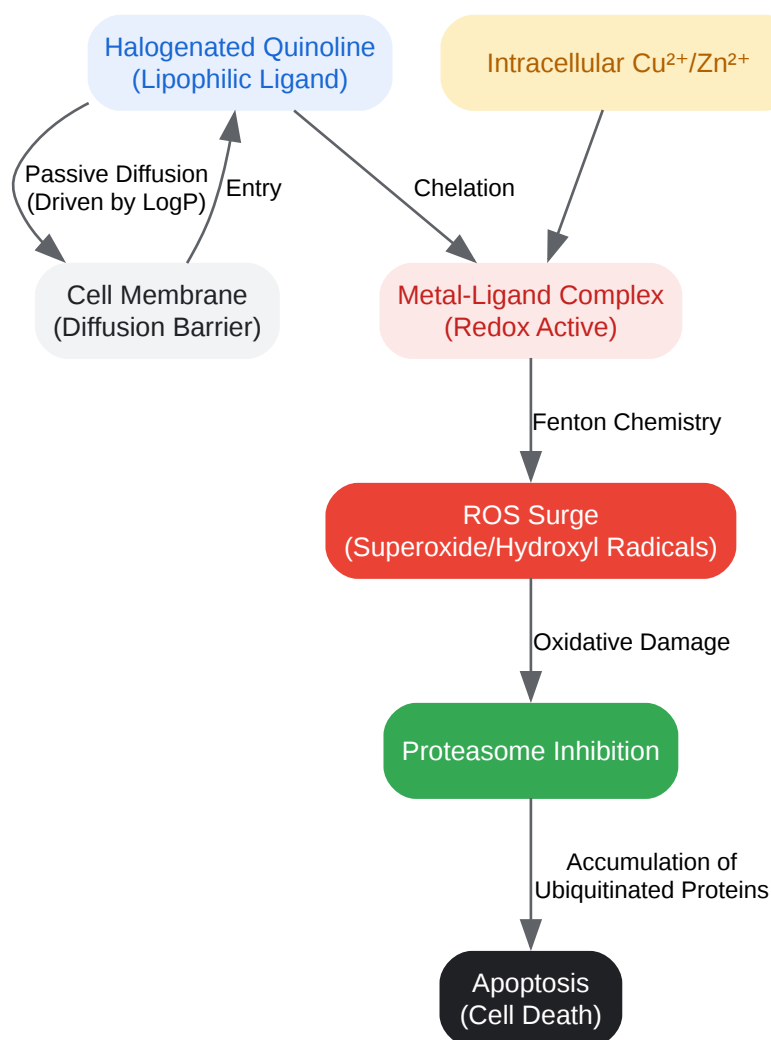 Halogenated Quinoline
(Lipophilic Ligand)
Intracellular Cu²⁺/Zn²⁺
Passive Diffusion
(Driven by LogP)
Entry
Chelation
Cell Membrane
(Diffusion Barrier)
Metal-Ligand Complex
(Redox Active)
Fenton Chemistry
ROS Surge
(Superoxide/Hydroxyl Radicals)
Oxidative Damage
Proteasome Inhibition
Accumulation of
Ubiquitinated Proteins
Apoptosis
(Cell Death)